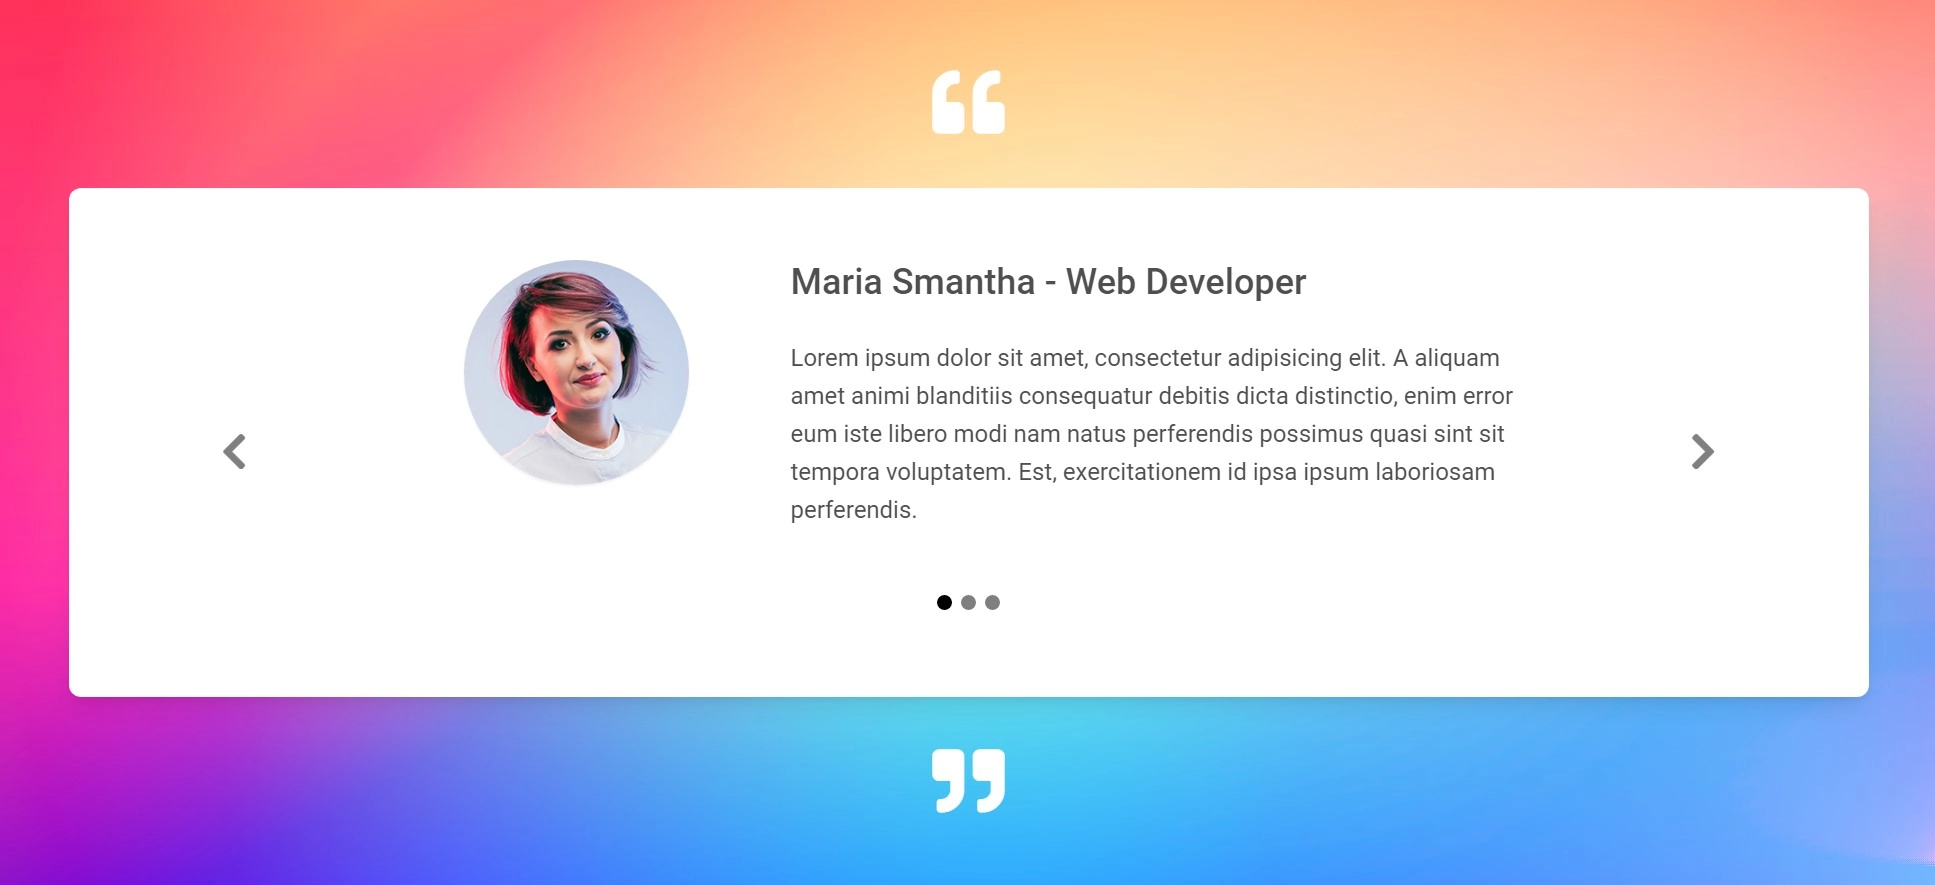 “
Maria Smantha - Web Developer
Lorem ipsum dolor sit amet, consectetur adipisicing elit. A aliquam
amet animi blanditiis consequatur debitis dicta distinctio, enim error
eum iste libero modi nam natus perferendis possimus quasi sint sit
tempora voluptatem. Est, exercitationem id ipsa ipsum laboriosam
perferendis.
”